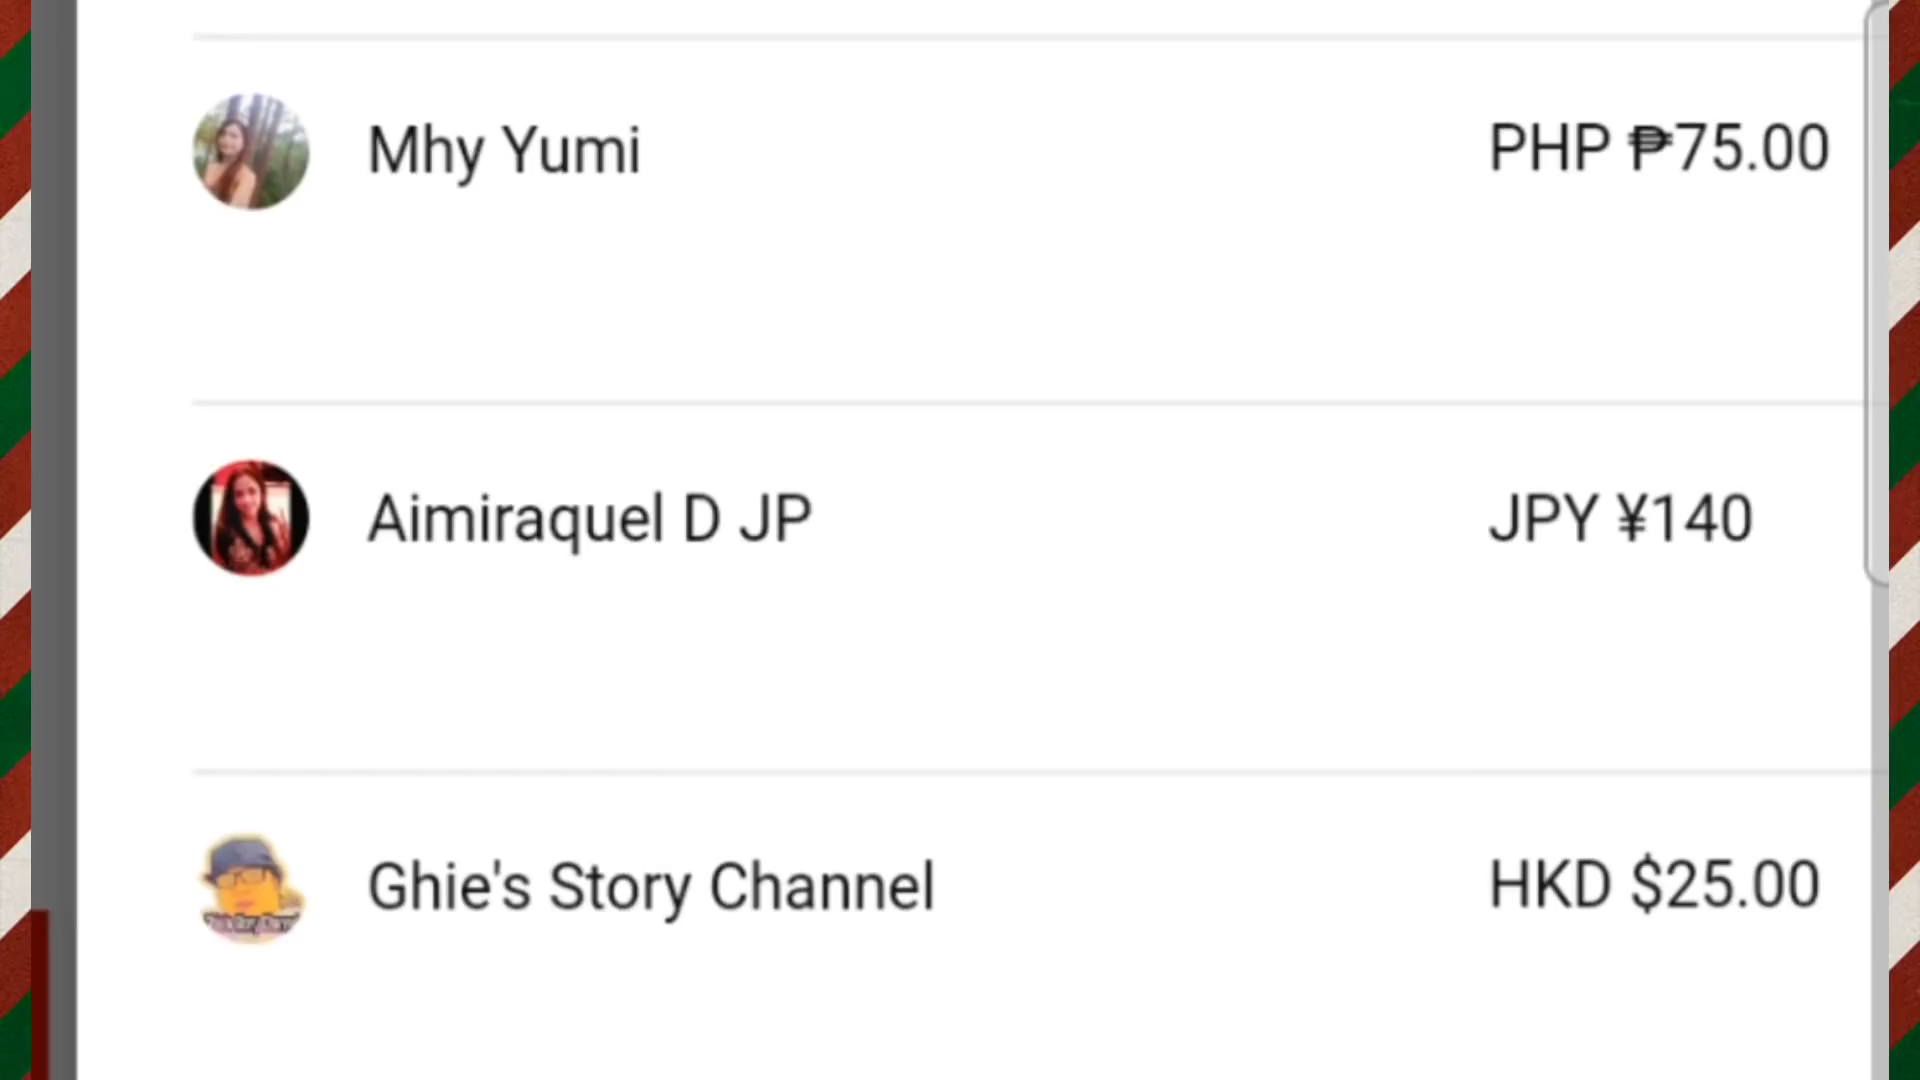 Mhy Yumi PHP ₱75.00
Aimiraquel D JP JPY ¥140
Ghie's Story Channel HKD $25.00